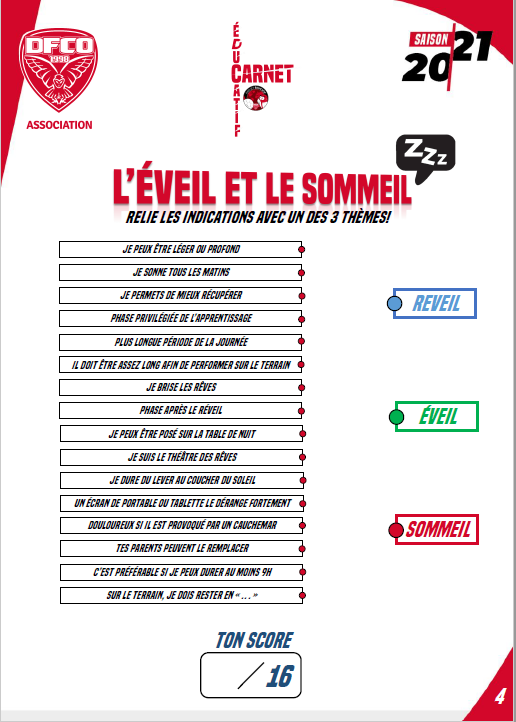 DFCO
1998
ASSOCIATION
ÉDUCATIF
CARNET
SAISON
20/21
ZZZ
L'ÉVEIL ET LE SOMMEIL
RELIE LES INDICATIONS AVEC UN DES 3 THÈMES!
JE PEUX ÊTRE LÉGER OU PROFOND
JE SONNE TOUS LES MATINS
JE PERMETS DE MIEUX RÉCUPÉRER
PHASE PRIVILÉGIÉE DE L'APPRENTISSAGE
PLUS LONGUE PÉRIODE DE LA JOURNÉE
IL DOIT ÊTRE ASSEZ LONG AFIN DE PERFORMER SUR LE TERRAIN
JE BRISE LES RÊVES
PHASE APRÈS LE RÉVEIL
JE PEUX ÊTRE POSÉ SUR LA TABLE DE NUIT
JE SUIS LE THÉÂTRE DES RÊVES
JE DURE DU LEVER AU COUCHER DU SOLEIL
UN ÉCRAN DE PORTABLE OU TABLETTE LE DÉRANGE FORTEMENT
DOULOUREUX SI IL EST PROVOQUÉ PAR UN CAUCHEMAR
TES PARENTS PEUVENT LE REMPLACER
C'EST PRÉFÉRABLE SI JE PEUX DURER AU MOINS 9H
SUR LE TERRAIN, JE DOIS RESTER EN « ... »
REVEIL
ÉVEIL
SOMMEIL
TON SCORE
/ 16
4